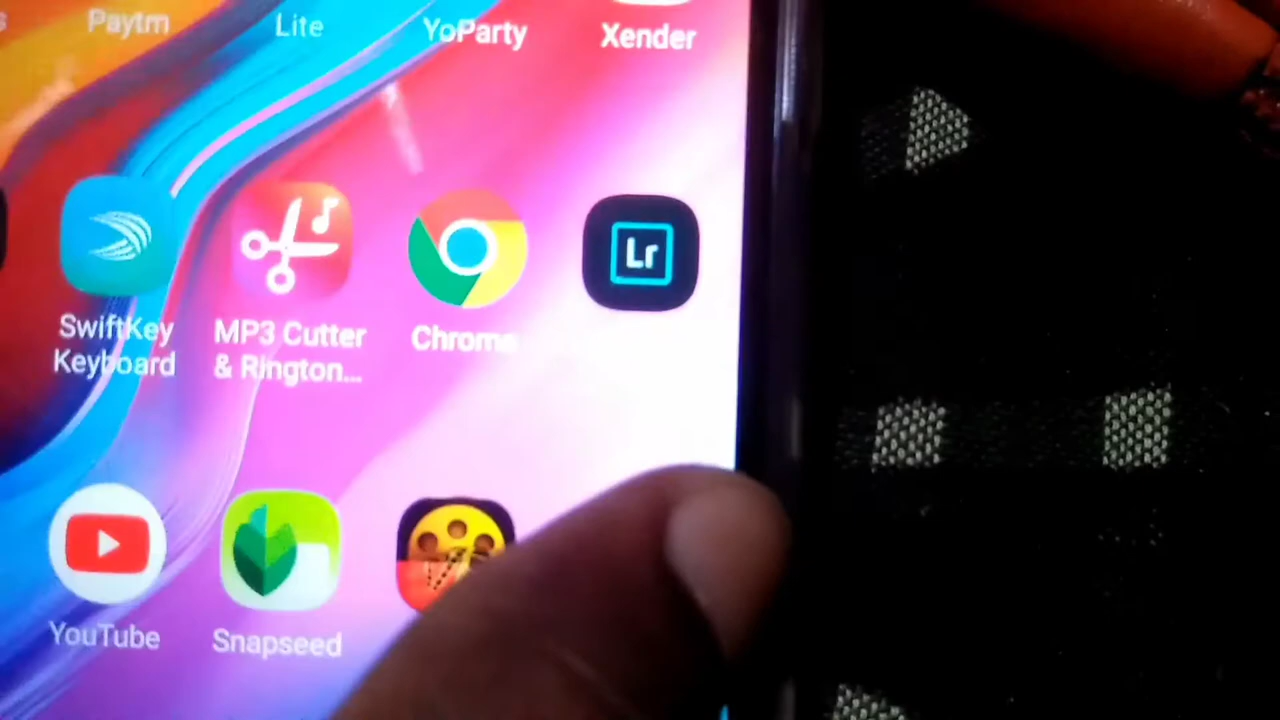 Paytm
Lite
YoParty
Xender
Lr
SwiftKey
Keyboard
MP3 Cutter
& Rington...
Chrome
YouTube
Snapseed